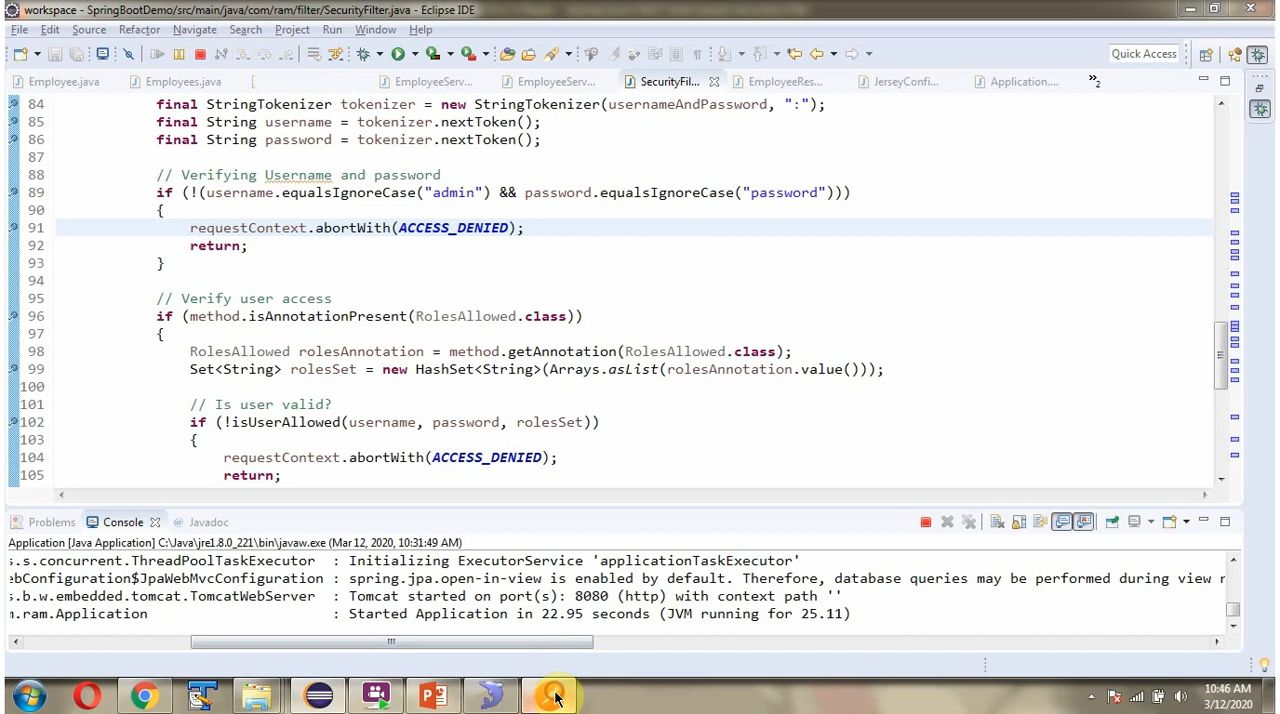 workspace - SpringBootDemo/src/main/java/com/ram/filter/SecurityFilter.java - Eclipse IDE
File Edit Source Refactor Navigate Search Project Run Window Help
Quick Access
Employee.java Employees.java EmployeeServ... EmployeeServ... SecurityFil... EmployeeRes... JerseyConfi... Application.... »2
84 final StringTokenizer tokenizer = new StringTokenizer(usernameAndPassword, ":");
85 final String username = tokenizer.nextToken();
86 final String password = tokenizer.nextToken();
87
88 // Verifying Username and password
89 if (!(username.equalsIgnoreCase("admin") && password.equalsIgnoreCase("password")))
90 {
91 requestContext.abortWith(ACCESS_DENIED);
92 return;
93 }
94
95 // Verify user access
96 if (method.isAnnotationPresent(RolesAllowed.class))
97 {
98 RolesAllowed rolesAnnotation = method.getAnnotation(RolesAllowed.class);
99 Set<String> rolesSet = new HashSet<String>(Arrays.asList(rolesAnnotation.value()));
100
101 // Is user valid?
102 if (!isUserAllowed(username, password, rolesSet))
103 {
104 requestContext.abortWith(ACCESS_DENIED);
105 return;
Problems Console @ Javadoc
Application [Java Application] C:\Java\jre1.8.0_221\bin\javaw.exe (Mar 12, 2020, 10:31:49 AM)
s.s.concurrent.ThreadPoolTaskExecutor : Initializing ExecutorService 'applicationTaskExecutor'
ebConfiguration$JpaWebMvcConfiguration : spring.jpa.open-in-view is enabled by default. Therefore, database queries may be performed during view r
s.b.w.embedded.tomcat.TomcatWebServer : Tomcat started on port(s): 8080 (http) with context path ''
m.ram.Application : Started Application in 22.95 seconds (JVM running for 25.11)
10:46 AM
3/12/2020